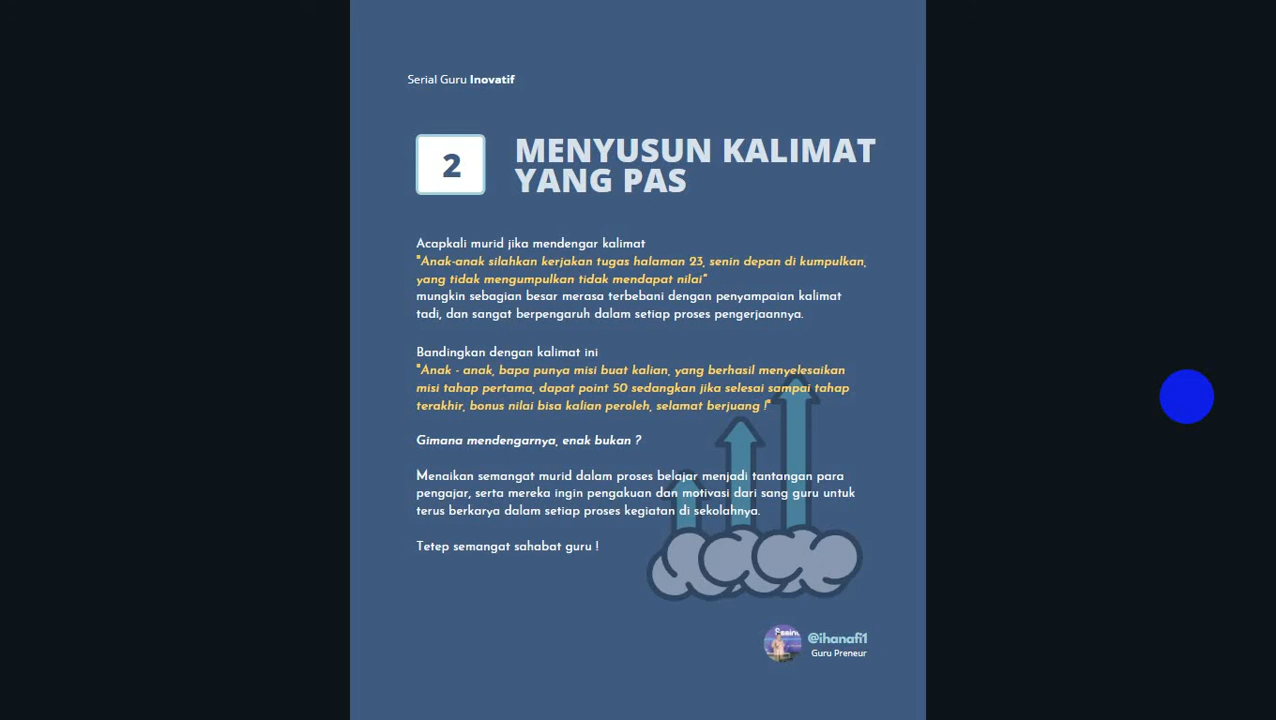 Serial Guru Inovatif
2
MENYUSUN KALIMAT
YANG PAS
Acapkali murid jika mendengar kalimat
"Anak-anak silahkan kerjakan tugas halaman 23, senin depan di kumpulkan,
yang tidak mengumpulkan tidak mendapat nilai"
mungkin sebagian besar merasa terbebani dengan penyampaian kalimat
tadi, dan sangat berpengaruh dalam setiap proses pengerjaannya.
Bandingkan dengan kalimat ini
"Anak - anak, bapa punya misi buat kalian, yang berhasil menyelesaikan
misi tahap pertama, dapat point 50 sedangkan jika selesai sampai tahap
terakhir, bonus nilai bisa kalian peroleh, selamat berjuang !"
Gimana mendengarnya, enak bukan ?
Menaikan semangat murid dalam proses belajar menjadi tantangan para
pengajar, serta mereka ingin pengakuan dan motivasi dari sang guru untuk
terus berkarya dalam setiap proses kegiatan di sekolahnya.
Tetep semangat sahabat guru !
@ihanafi1
Guru Preneur